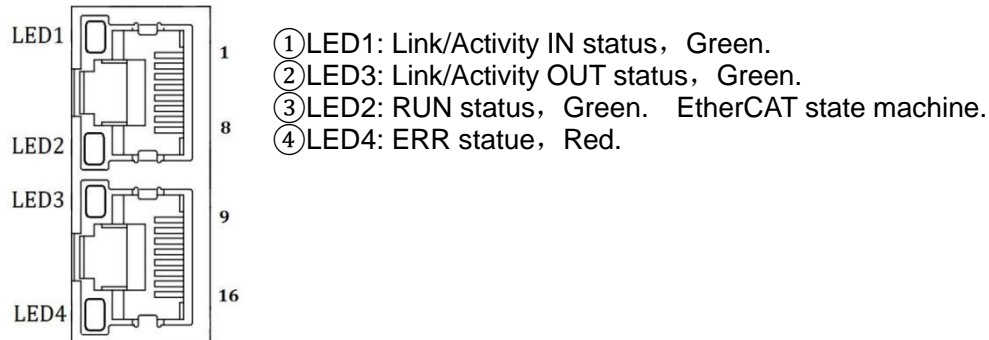 LED1
LED2
LED3
LED4
1
8
9
16
①LED1: Link/Activity IN status，Green.
②LED3: Link/Activity OUT status，Green.
③LED2: RUN status，Green. EtherCAT state machine.
④LED4: ERR statue，Red.